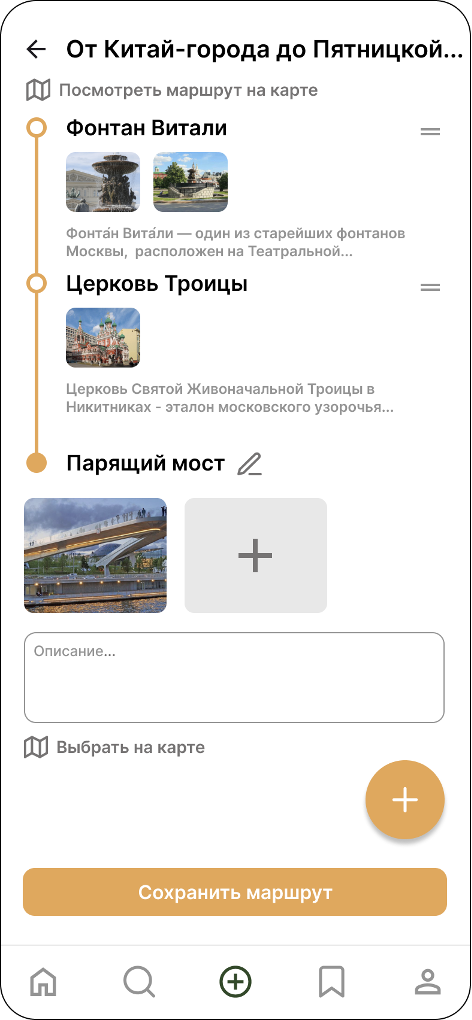 От Китай-города до Пятницкой...
Посмотреть маршрут на карте
Фонтан Витали
Фонта́н Вита́ли — один из старейших фонтанов
Москвы, расположен на Театральной...
Церковь Троицы
Церковь Святой Живоначальной Троицы в
Никитниках - эталон московского узорочья...
Парящий мост
Описание...
Выбрать на карте
Сохранить маршрут